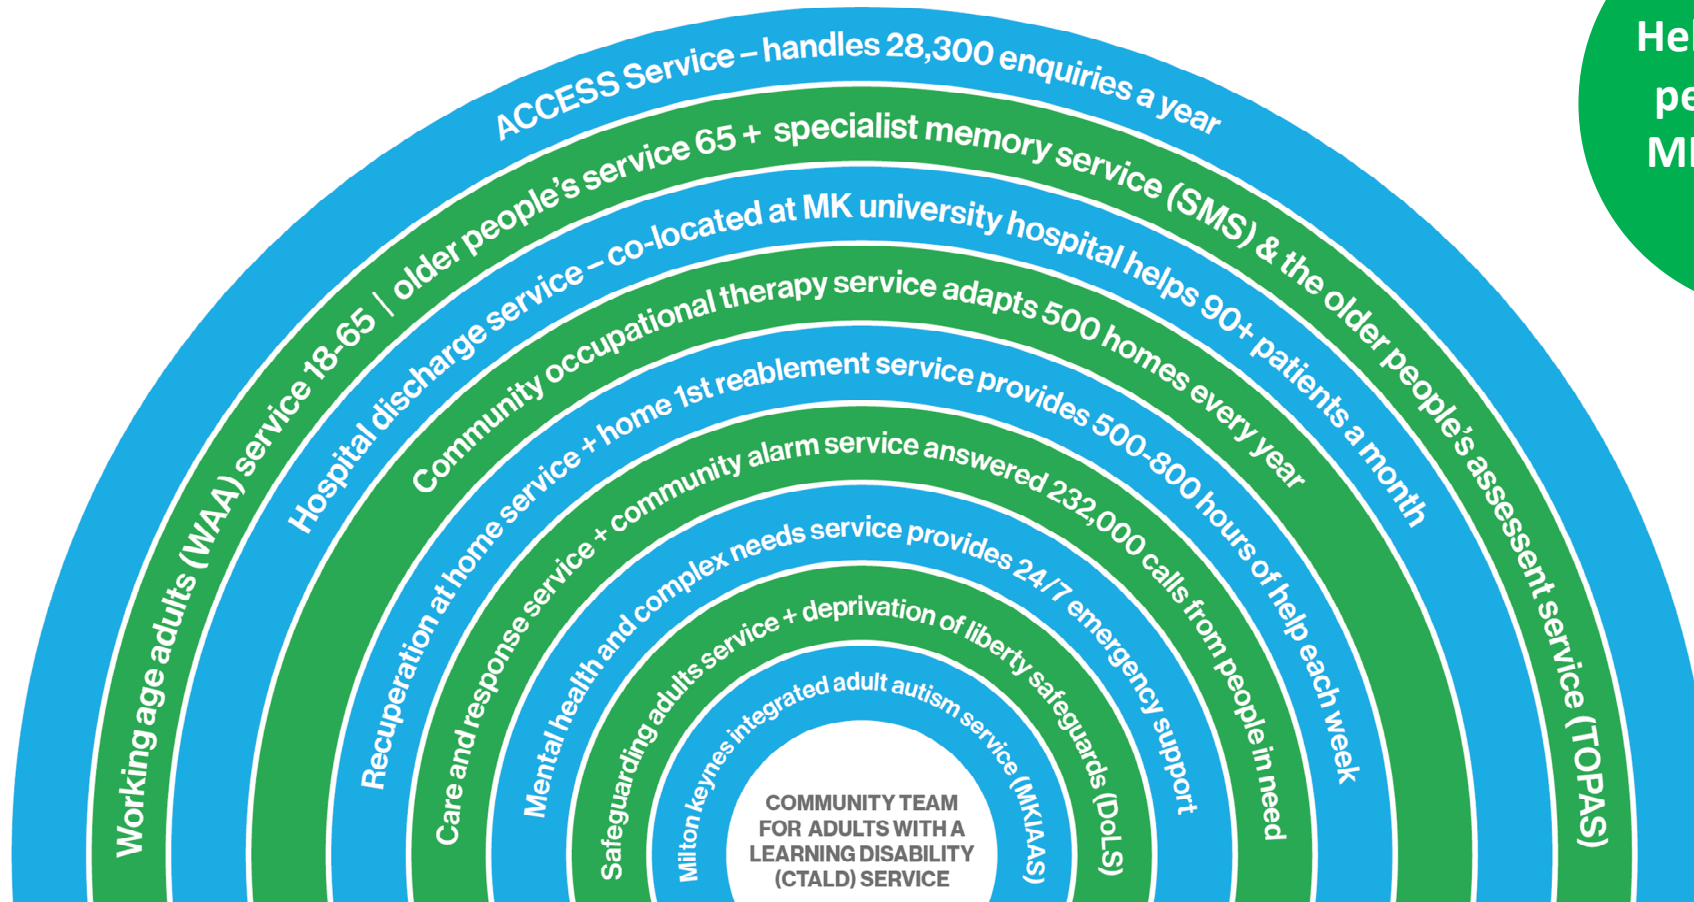 ACCESS Service – handles 28,300 enquiries a year
Working age adults (WAA) service 18-65 | older people’s service 65 + specialist memory service (SMS) & the older people’s assessent service (TOPAS)
Hospital discharge service – co-located at MK university hospital helps 90+ patients a month
Community occupational therapy service adapts 500 homes every year
Recuperation at home service + home 1st reablement service provides 500-800 hours of help each week
Care and response service + community alarm service answered 232,000 calls from people in need
Mental health and complex needs service provides 24/7 emergency support
Safeguarding adults service + deprivation of liberty safeguards (DoLS)
Milton keynes integrated adult autism service (MKIAAS)
COMMUNITY TEAM
FOR ADULTS WITH A
LEARNING DISABILITY
(CTALD) SERVICE